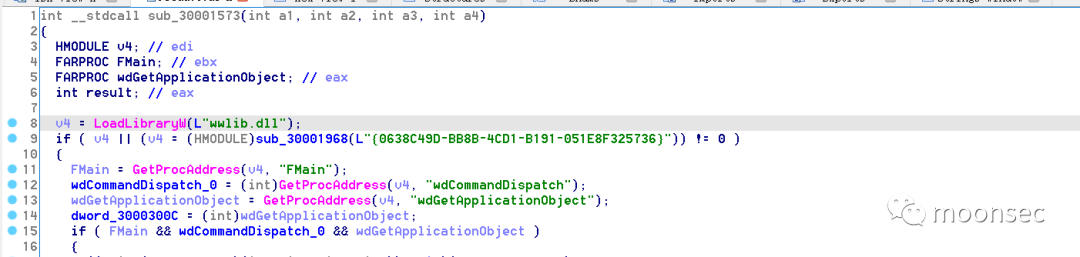 1 int __stdcall sub_30001573(int a1, int a2, int a3, int a4)
2 {
3 HMODULE v4; // edi
4 FARPROC FMain; // ebx
5 FARPROC wdGetApplicationObject; // eax
6 int result; // eax
7
8 v4 = LoadLibraryW(L"wwlib.dll");
9 if ( v4 || (v4 = (HMODULE)sub_30001968(L"{0638C49D-BB8B-4CD1-B191-051E8F325736}")) != 0 )
10 {
11 FMain = GetProcAddress(v4, "FMain");
12 wdCommandDispatch_0 = (int)GetProcAddress(v4, "wdCommandDispatch");
13 wdGetApplicationObject = GetProcAddress(v4, "wdGetApplicationObject");
14 dword_3000300C = (int)wdGetApplicationObject;
15 if ( FMain && wdCommandDispatch_0 && wdGetApplicationObject )
16 {
moonsec